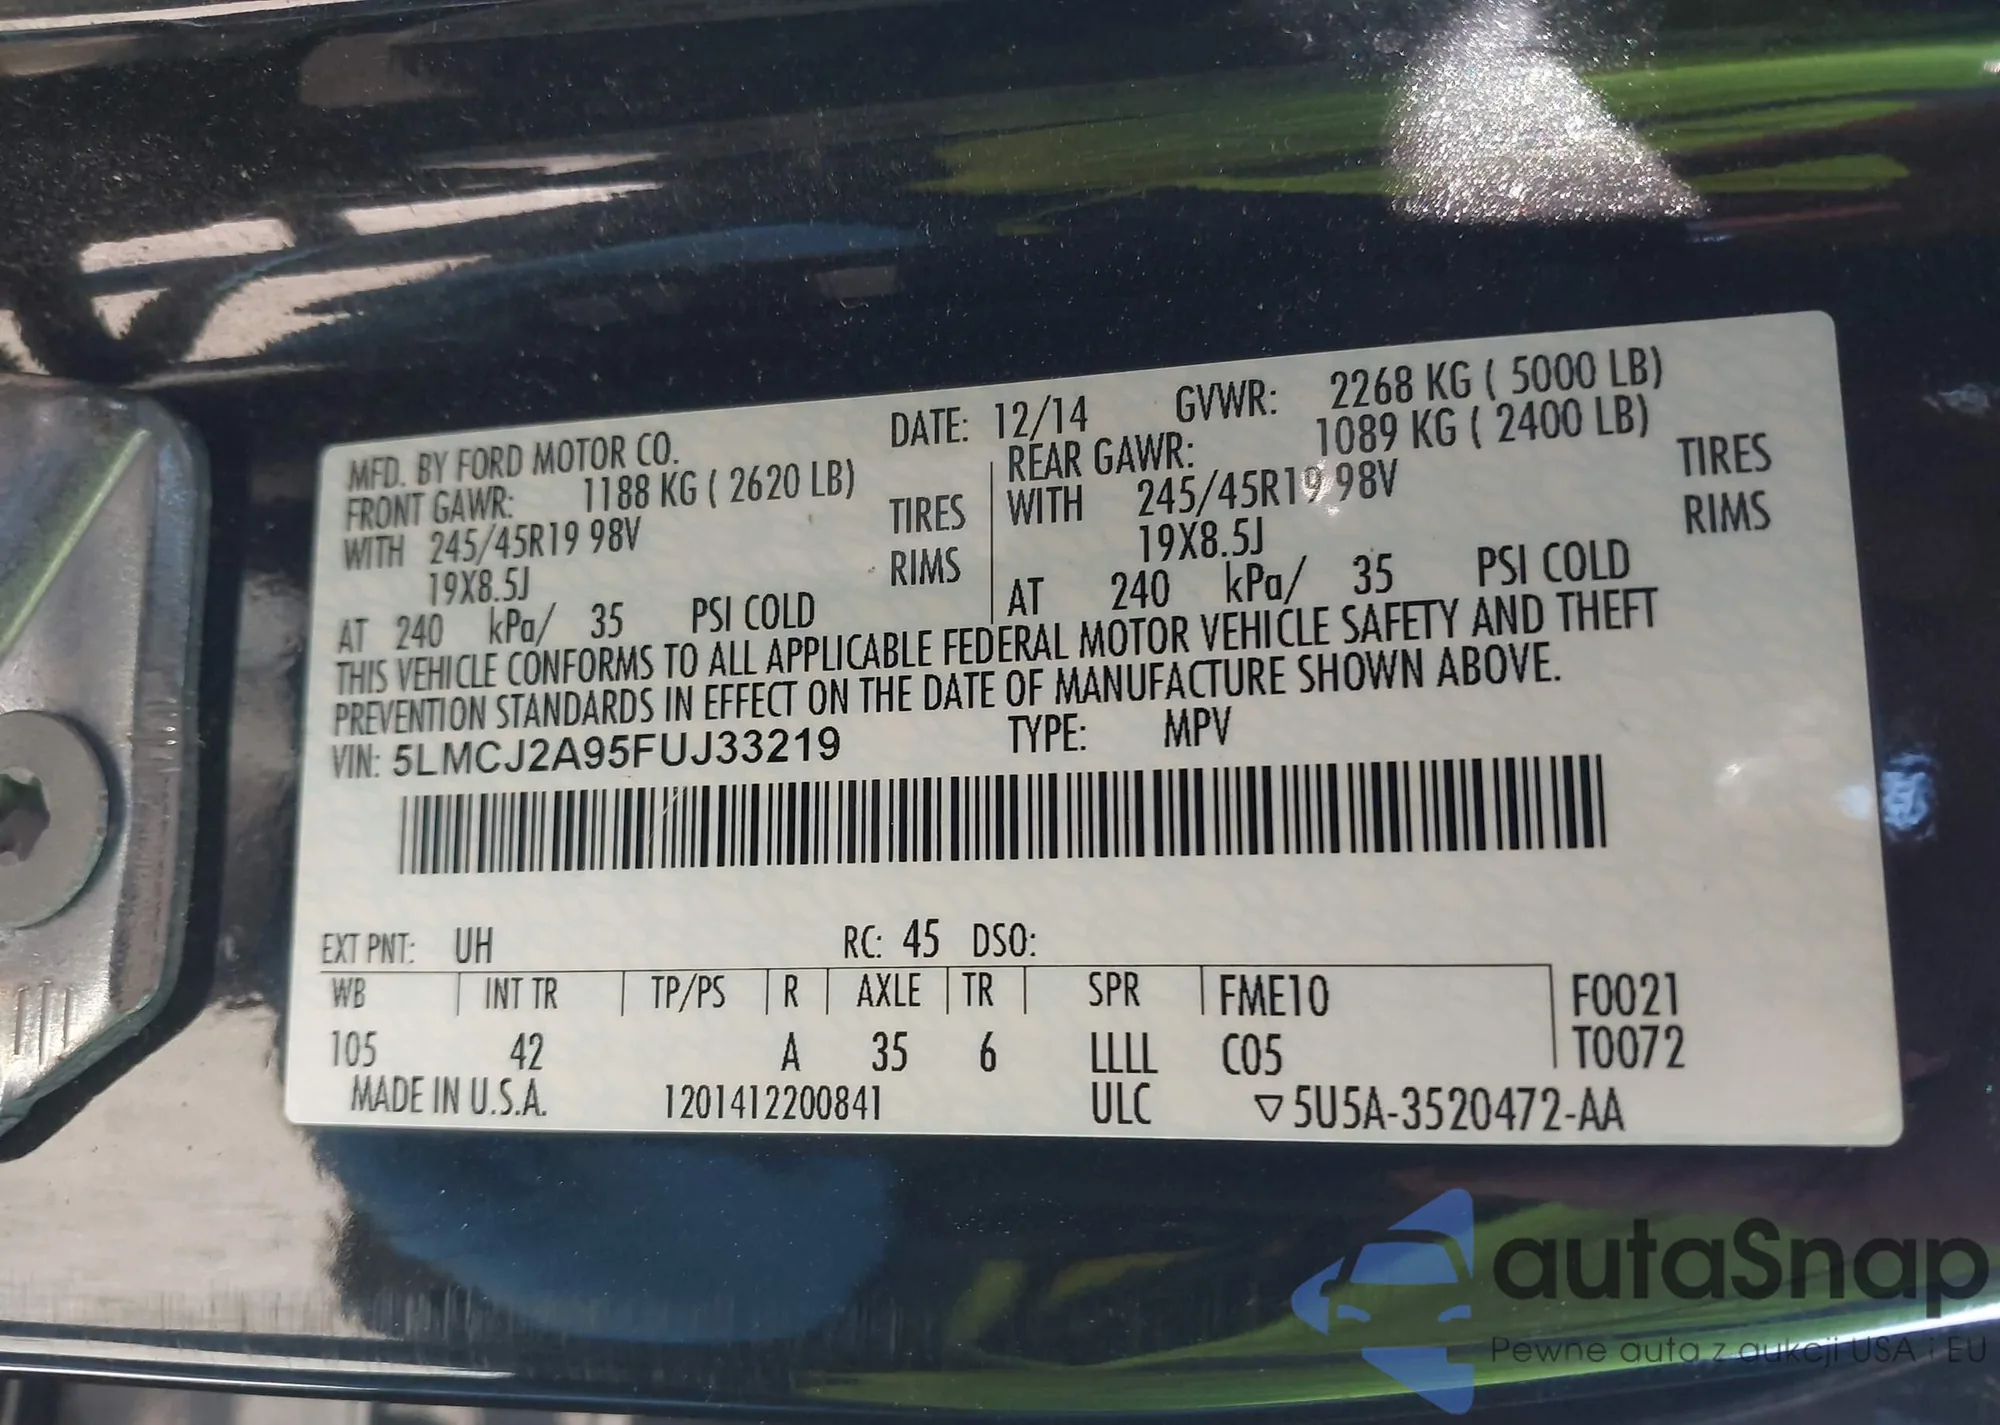 MFD. BY FORD MOTOR CO. DATE: 12/14 GVWR: 2268 KG ( 5000 LB)
FRONT GAWR: 1188 KG ( 2620 LB) REAR GAWR: 1089 KG ( 2400 LB)
WITH 245/45R19 98V TIRES WITH 245/45R19 98V TIRES
19X8.5J RIMS 19X8.5J RIMS
AT 240 kPa/ 35 PSI COLD AT 240 kPa/ 35 PSI COLD
THIS VEHICLE CONFORMS TO ALL APPLICABLE FEDERAL MOTOR VEHICLE SAFETY AND THEFT
PREVENTION STANDARDS IN EFFECT ON THE DATE OF MANUFACTURE SHOWN ABOVE.
VIN: 5LMCJ2A95FUJ33219 TYPE: MPV
EXT PNT: UH RC: 45 DSO:
WB INT TR TP/PS R AXLE TR SPR FME10 F0021
105 42 A 35 6 LLLL C05 T0072
MADE IN U.S.A. 1201412200841 ULC ▽5U5A-3520472-AA
autaSnap
Pewne auta z aukcji USA i EU